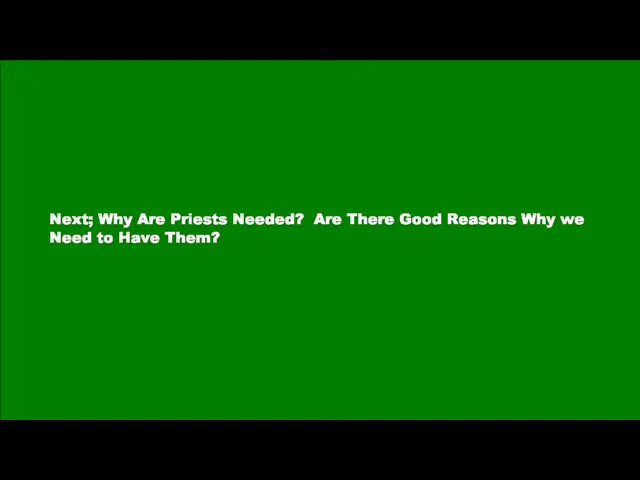 Next; Why Are Priests Needed?  Are There Good Reasons Why we
Need to Have Them?